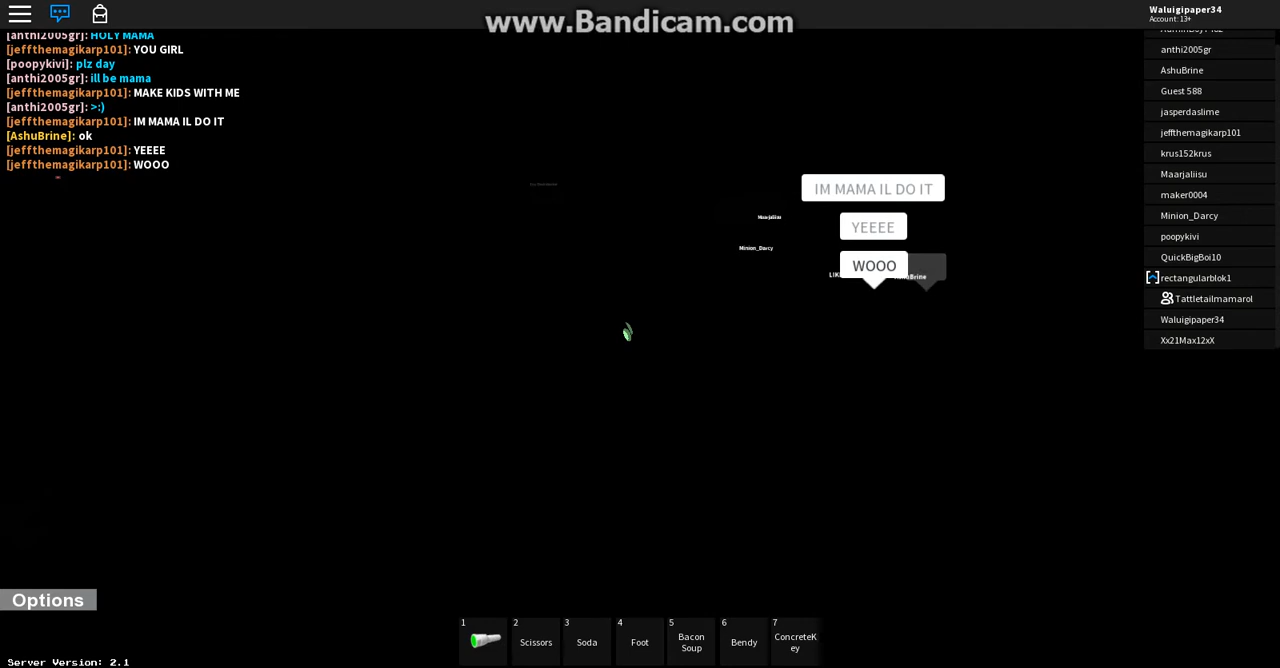 www.Bandicam.com
Waluigipaper34
Account: 13+
[anthi2005gr]: HOLY MAMA
[jeffthemagikarp101]: YOU GIRL
[poopykivi]: plz day
[anthi2005gr]: ill be mama
[jeffthemagikarp101]: MAKE KIDS WITH ME
[anthi2005gr]: >:)
[jeffthemagikarp101]: IM MAMA IL DO IT
[AshuBrine]: ok
[jeffthemagikarp101]: YEEEE
[jeffthemagikarp101]: WOOO
anthi2005gr
AshuBrine
Guest 588
jasperdaslime
jeffthemagikarp101
krus152krus
Maarjaliisu
maker0004
Minion_Darcy
poopykivi
QuickBigBoi10
rectangularblok1
Tattletailmamarol
Waluigipaper34
Xx21Max12xX
IM MAMA IL DO IT
Maarjaliisu
YEEEE
Minion_Darcy
WOOO
Options
1
2 Scissors
3 Soda
4 Foot
5 Bacon
Soup
6 Bendy
7 ConcreteK
ey
Server Version: 2.1